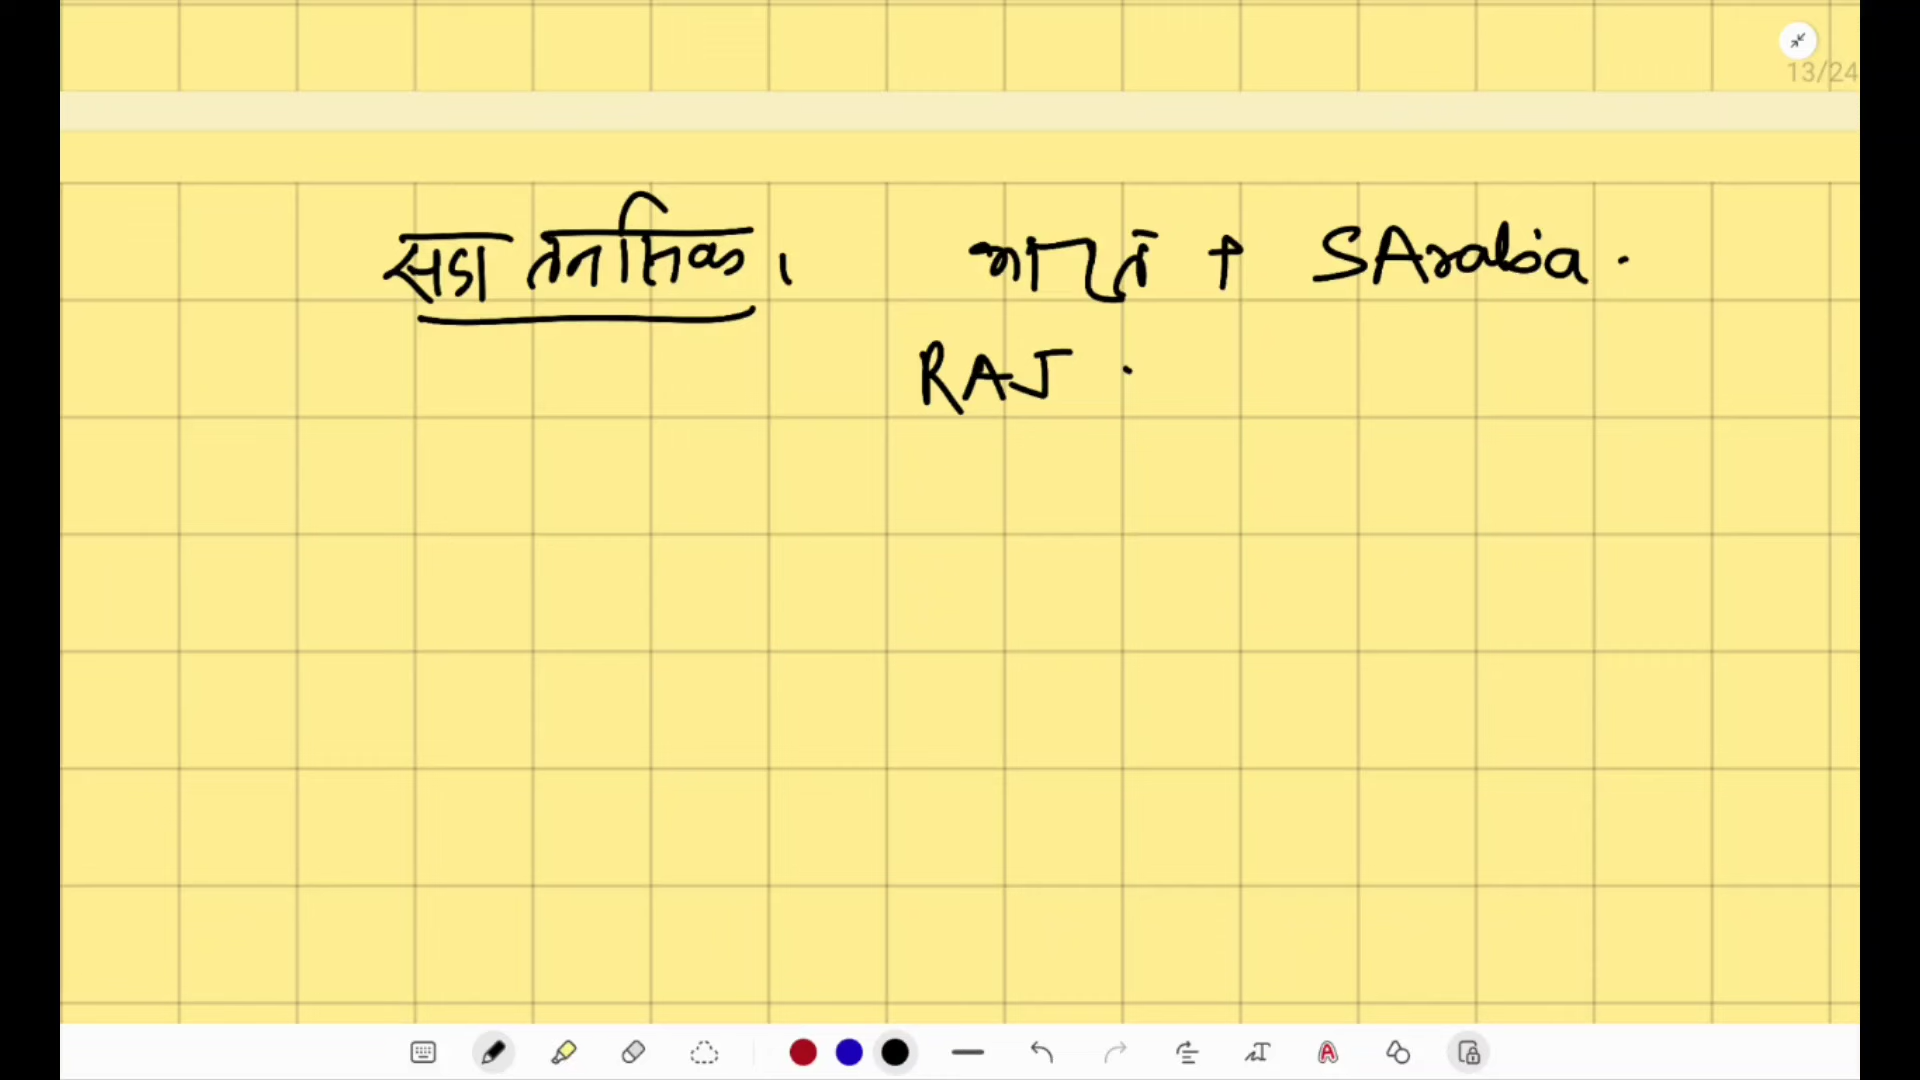 सडा तनासिक । भारत + SArabia .
RAJ .
13/24